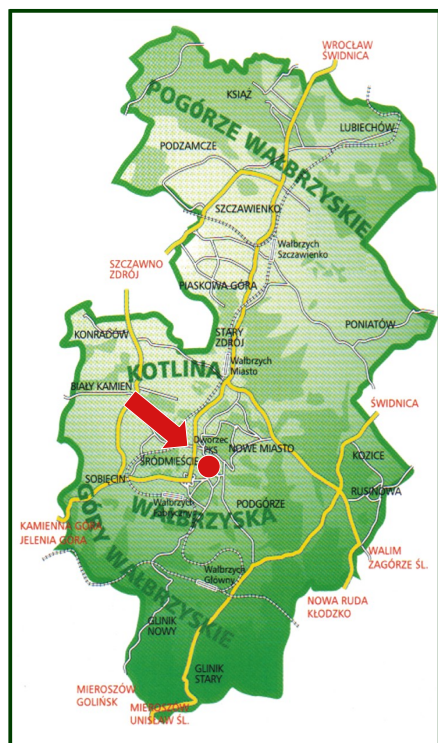 WROCŁAW
ŚWIDNICA
KSIĄŻ
LUBIECHÓW
POGÓRZE WAŁBRZYSKIE
PODZAMCZE
SZCZAWIENKO
Wałbrzych
Szczawienko
SZCZAWNO
ZDRÓJ
PIASKOWA GÓRA
KONRADÓW
STARY
ZDRÓJ
PONIATÓW
Wałbrzych
Miasto
KOTLINA
BIAŁY KAMIEŃ
ŚWIDNICA
Dworzec
PKS
NOWE MIASTO
KOZICE
ŚRÓDMIEŚCIE
SOBIĘCIN
RUSINOWA
PODGÓRZE
WAŁBRZYSKA
Wałbrzych
Fabryczny
KAMIENNA GÓRA
JELENIA GÓRA
GÓRY WAŁBRZYSKIE
WALIM
ZAGÓRZE ŚL.
Wałbrzych
Główny
NOWA RUDA
KŁODZKO
GLINIK
NOWY
GLINIK
STARY
MIEROSZÓW
GOLIŃSK
MIEROSZÓW
UNISŁAW ŚL.